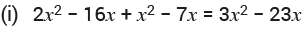 (i) 2x² − 16x + x² − 7x = 3x² − 23x